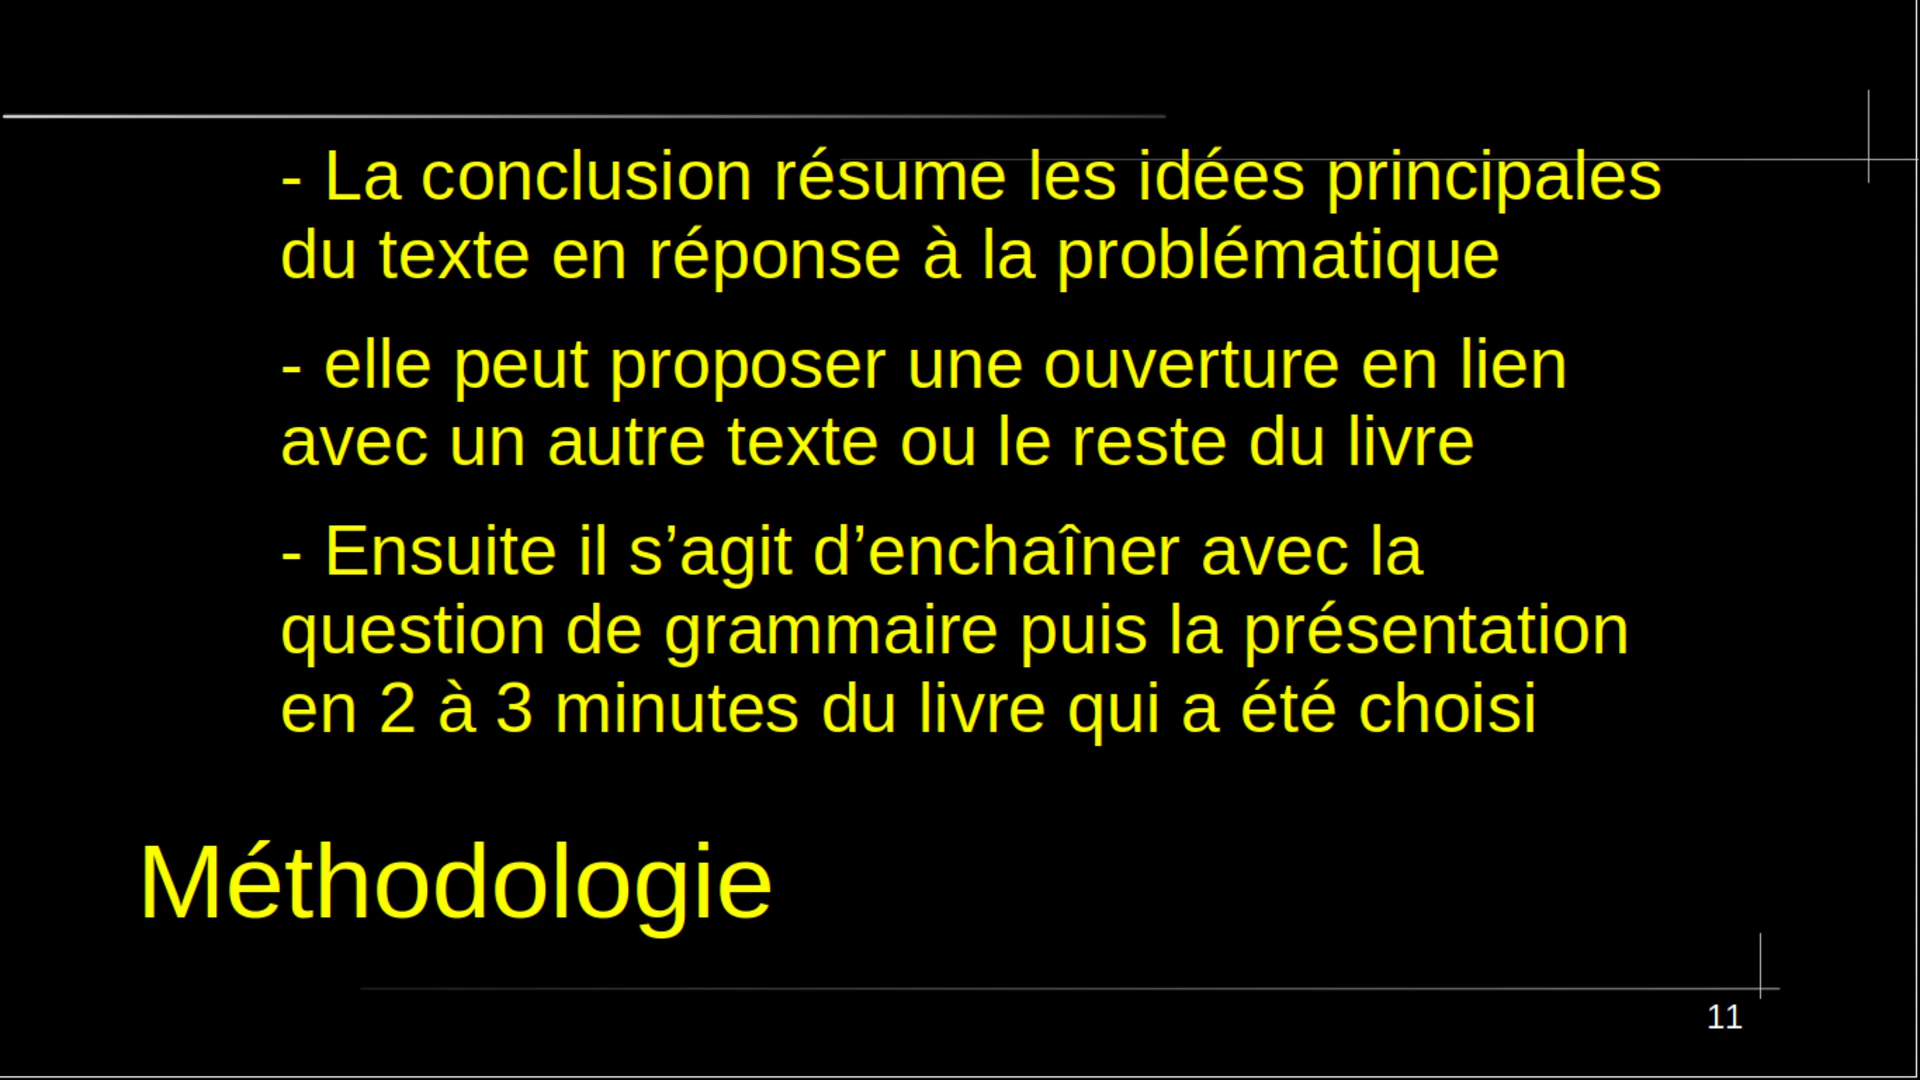 - La conclusion résume les idées principales
du texte en réponse à la problématique
- elle peut proposer une ouverture en lien
avec un autre texte ou le reste du livre
- Ensuite il s’agit d’enchaîner avec la
question de grammaire puis la présentation
en 2 à 3 minutes du livre qui a été choisi
Méthodologie
11